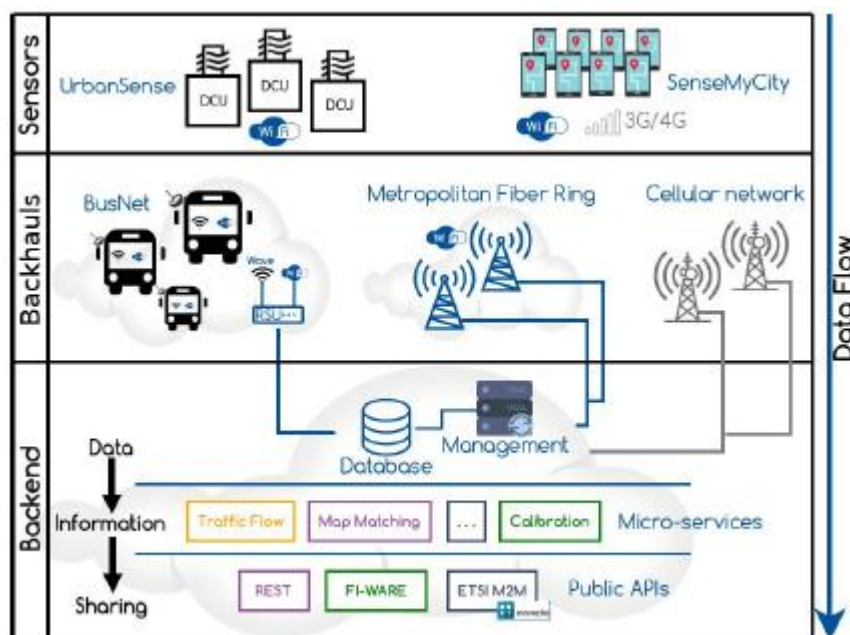 Sensors
UrbanSense
DCU
DCU
DCU
WiFi
SenseMyCity
WiFi
3G/4G
Backhauls
BusNet
Wave
RSU
Metropolitan Fiber Ring
WiFi
Cellular network
Data Flow
Backend
Data
Database
Management
Information
Traffic Flow
Map Matching
...
Calibration
Micro-services
Sharing
REST
FI-WARE
ETSI M2M
Public APIs